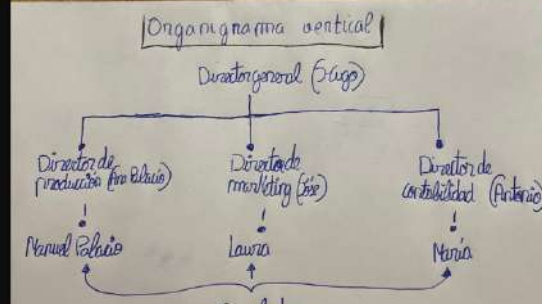 Organigrama vertical
Director general (Hugo)
Director de
producción (Ana Palacio)
Director de
marketing (José)
Director de
contabilidad (Antonio)
Manuel Palacio
Laura
María